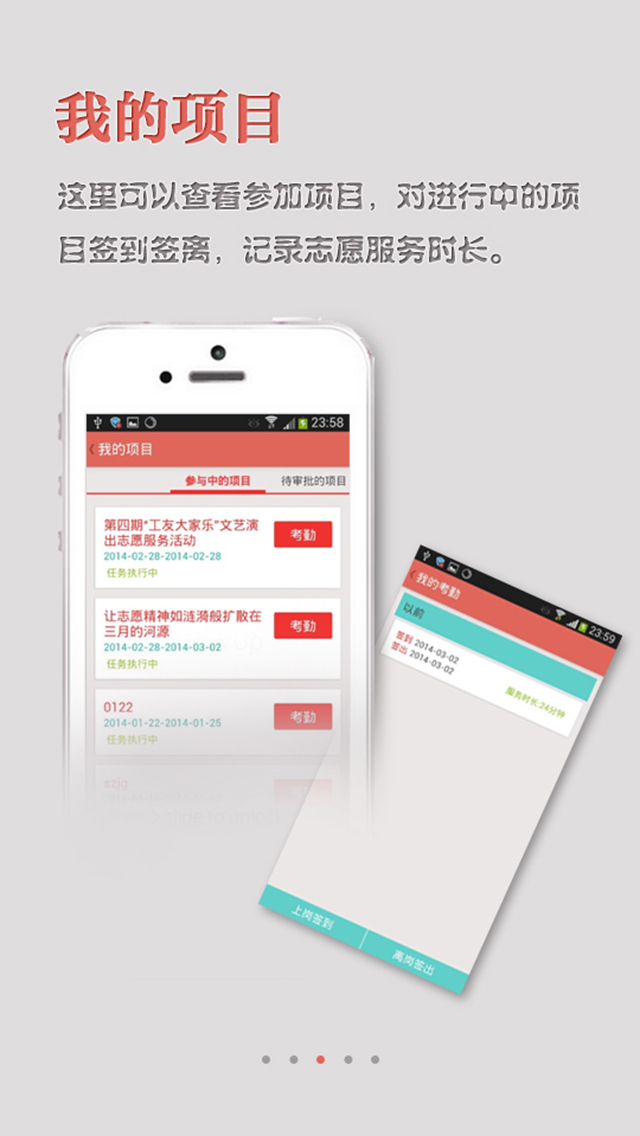 我的项目
这里可以查看参加项目，对进行中的项
目签到签离，记录志愿服务时长。
23:58
我的项目
参与中的项目 待审批的项目
第四期“工友大家乐”文艺演
出志愿服务活动
考勤
2014-02-28-2014-02-28
任务执行中
让志愿精神如涟漪般扩散在
三月的河源
考勤
2014-02-28-2014-03-02
任务执行中
0122
考勤
2014-01-22-2014-01-25
任务执行中
szjg
23:59
我的考勤
以前
签到 2014-03-02
签出 2014-03-02
服务时长:24分钟
上岗签到 离岗签出